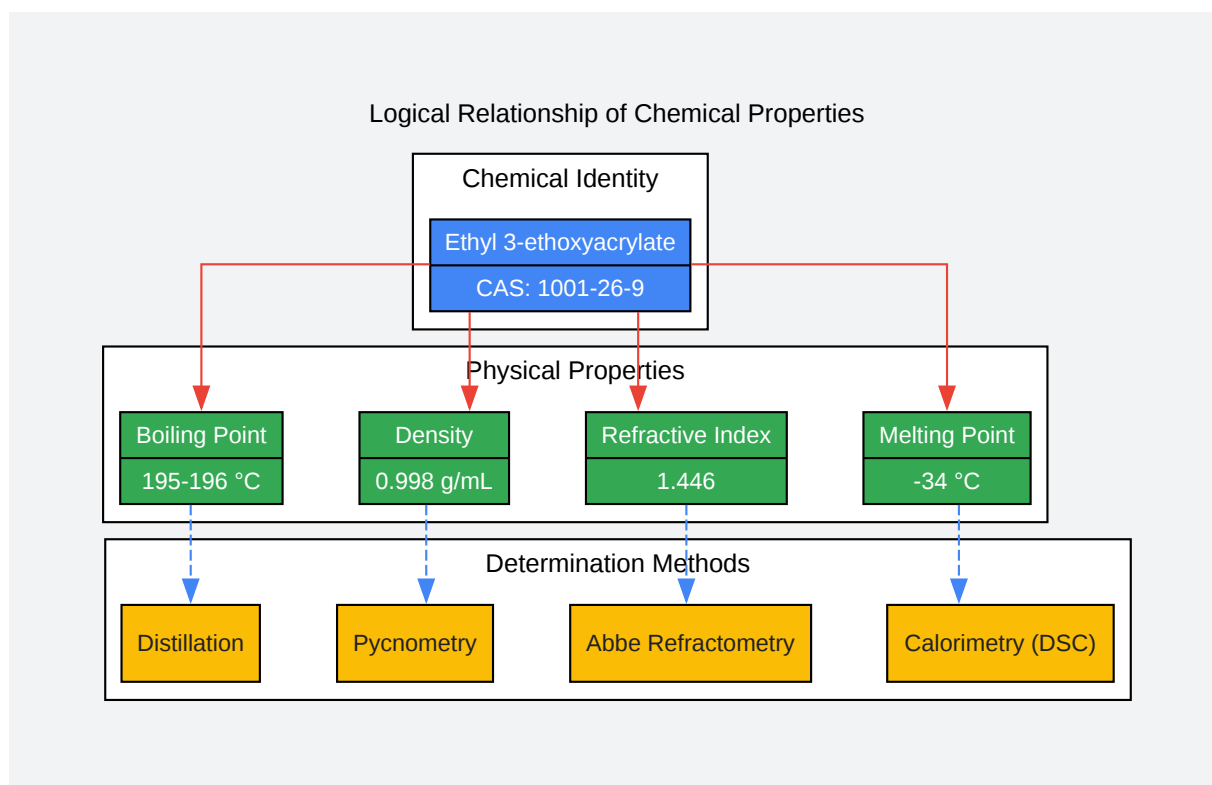 Logical Relationship of Chemical Properties
Chemical Identity
Ethyl 3-ethoxyacrylate
CAS: 1001-26-9
Physical Properties
Boiling Point
195-196 °C
Density
0.998 g/mL
Refractive Index
1.446
Melting Point
-34 °C
Determination Methods
Distillation
Pycnometry
Abbe Refractometry
Calorimetry (DSC)